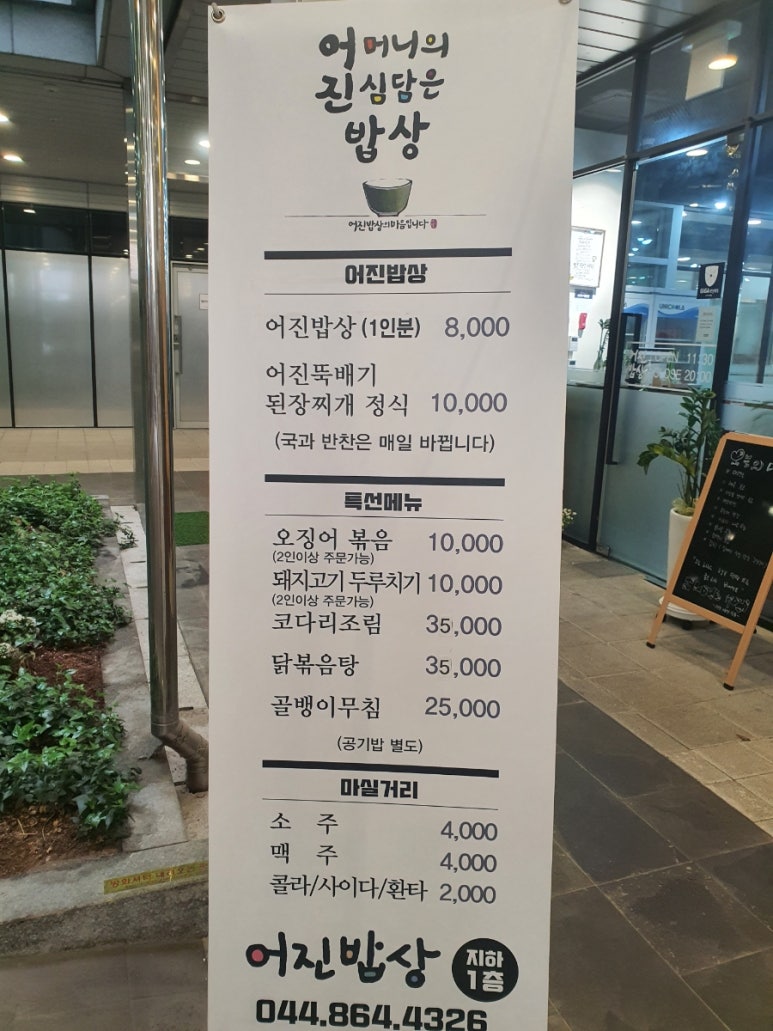 어머니의
진심담은
밥상
어진밥상의마음입니다
어진밥상
어진밥상 (1인분) 8,000
어진뚝배기
된장찌개 정식 10,000
(국과 반찬은 매일 바뀝니다)
특선메뉴
오징어 볶음 10,000
(2인이상 주문가능)
돼지고기 두루치기 10,000
(2인이상 주문가능)
코다리조림 35,000
닭볶음탕 35,000
골뱅이무침 25,000
(공기밥 별도)
마실거리
소 주 4,000
맥 주 4,000
콜라/사이다/환타 2,000
어진밥상 지하 1층
044.864.4326
OPEN 11:30
20:00